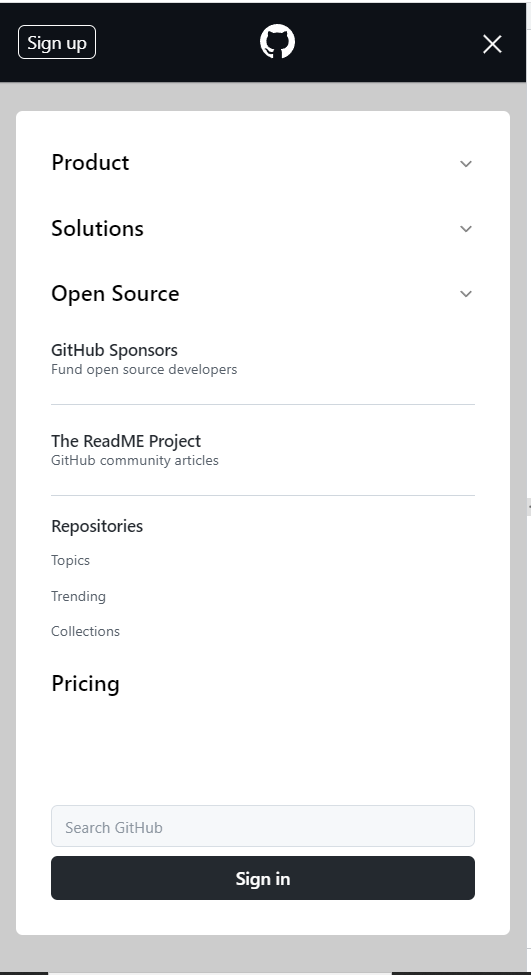 Sign up
Product
Solutions
Open Source
GitHub Sponsors
Fund open source developers
The ReadME Project
GitHub community articles
Repositories
Topics
Trending
Collections
Pricing
Search GitHub
Sign in